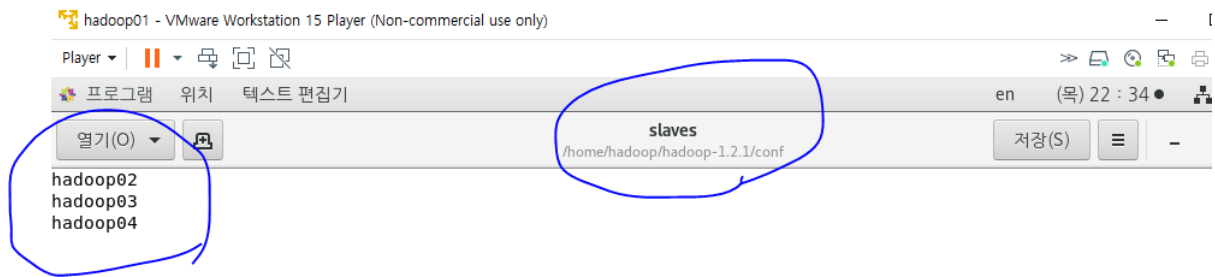 hadoop01 - VMware Workstation 15 Player (Non-commercial use only)
Player
프로그램 위치 텍스트 편집기 en (목) 22 : 34
열기(O) slaves 저장(S)
/home/hadoop/hadoop-1.2.1/conf
hadoop02
hadoop03
hadoop04